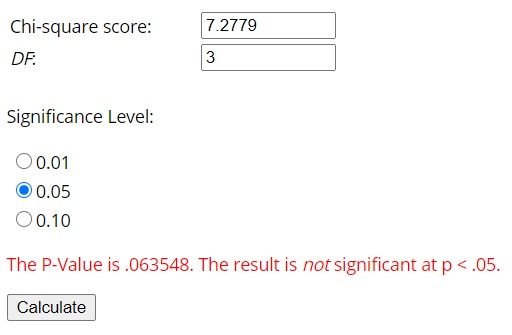 Chi-square score: 7.2779
DF: 3
Significance Level:
0.01
0.05
0.10
The P-Value is .063548. The result is not significant at p < .05.
Calculate